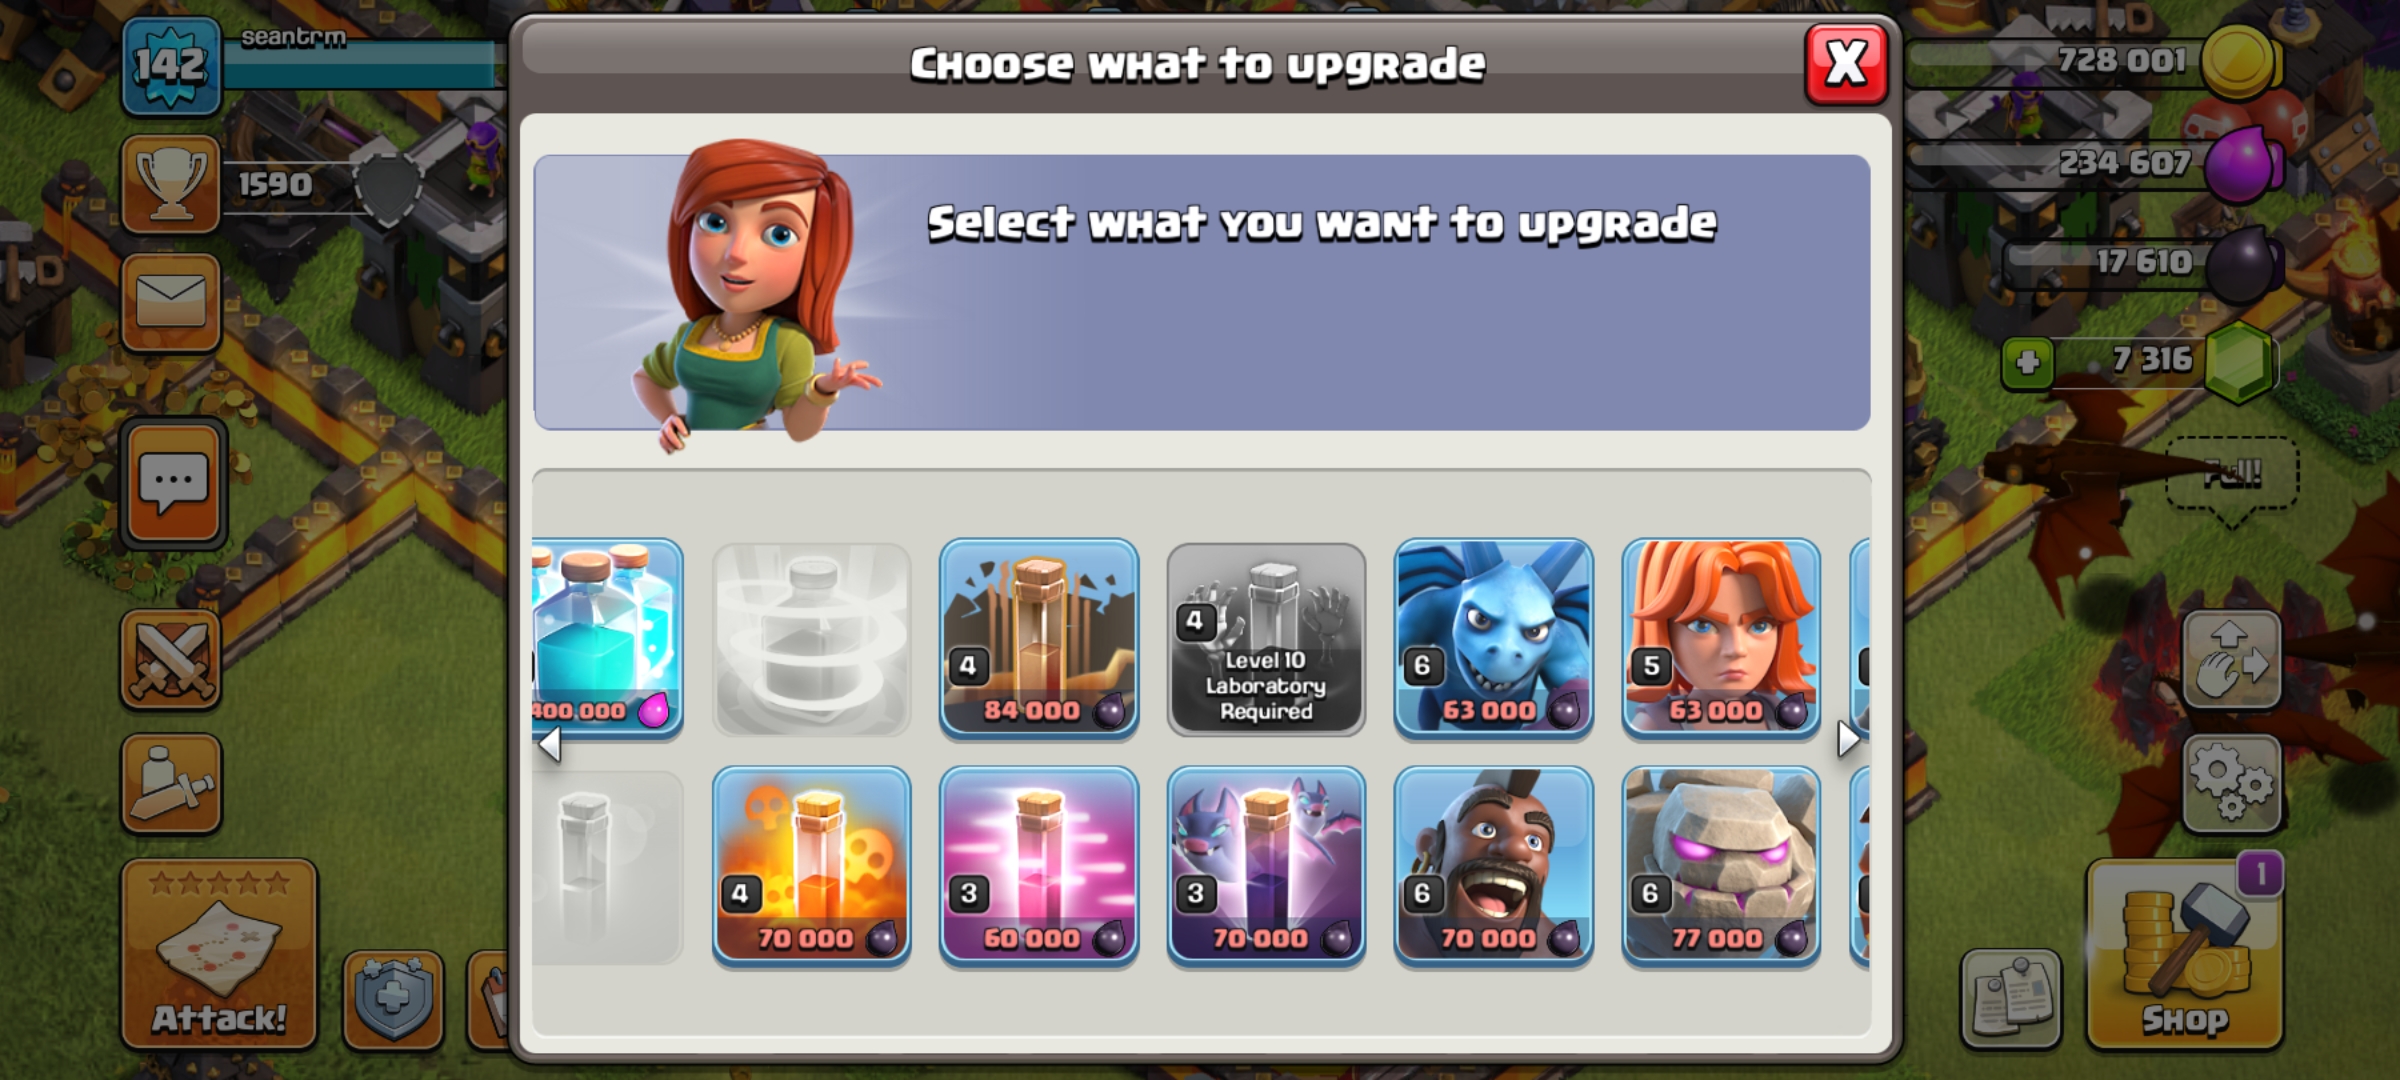 142
seantrm
Choose what to upgrade
X
728 001
1590
234 607
Select what you want to upgrade
17 610
7 316
Full!
400 000
4
84 000
4
Level 10
Laboratory
Required
6
63 000
5
63 000
4
70 000
3
60 000
3
70 000
6
70 000
6
77 000
Attack!
1
Shop